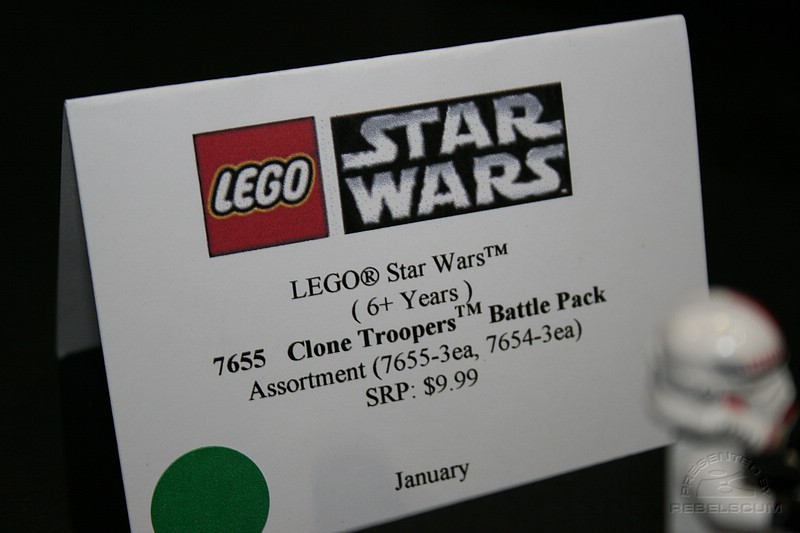 LEGO
STAR
WARS
LEGO® Star Wars™
( 6+ Years )
7655 Clone Troopers™ Battle Pack
Assortment (7655-3ea, 7654-3ea)
SRP: $9.99
January
PRESENTED BY
REBELSCUM